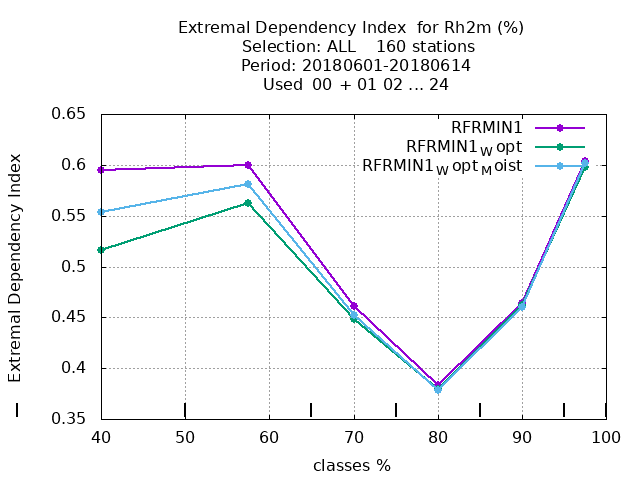 Extremal Dependency Index  for Rh2m (%)
Selection: ALL    160 stations
Period: 20180601-20180614
Used  00  + 01 02 ... 24
RFRMIN1
RFRMIN1Wopt
RFRMIN1WoptMoist
Extremal Dependency Index
0.65
0.6
0.55
0.5
0.45
0.4
0.35
40 50 60 70 80 90 100
classes %